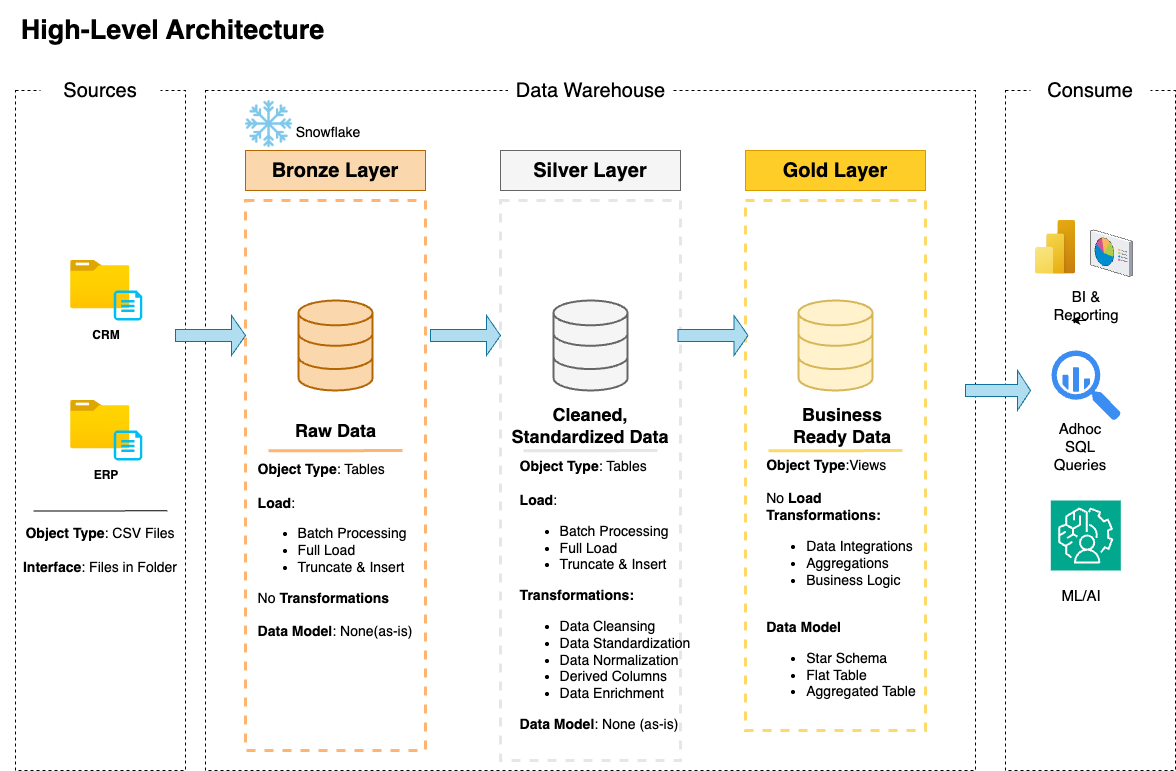 High-Level Architecture
Sources
CRM
ERP
Object Type: CSV Files
Interface: Files in Folder
Data Warehouse
Snowflake
Bronze Layer
Raw Data
Object Type: Tables
Load:
• Batch Processing
• Full Load
• Truncate & Insert
No Transformations
Data Model: None(as-is)
Silver Layer
Cleaned,
Standardized Data
Object Type: Tables
Load:
• Batch Processing
• Full Load
• Truncate & Insert
Transformations:
• Data Cleansing
• Data Standardization
• Data Normalization
• Derived Columns
• Data Enrichment
Data Model: None (as-is)
Gold Layer
Business
Ready Data
Object Type:Views
No Load
Transformations:
• Data Integrations
• Aggregations
• Business Logic
Data Model
• Star Schema
• Flat Table
• Aggregated Table
Consume
BI &
Reporting
Adhoc
SQL
Queries
ML/AI